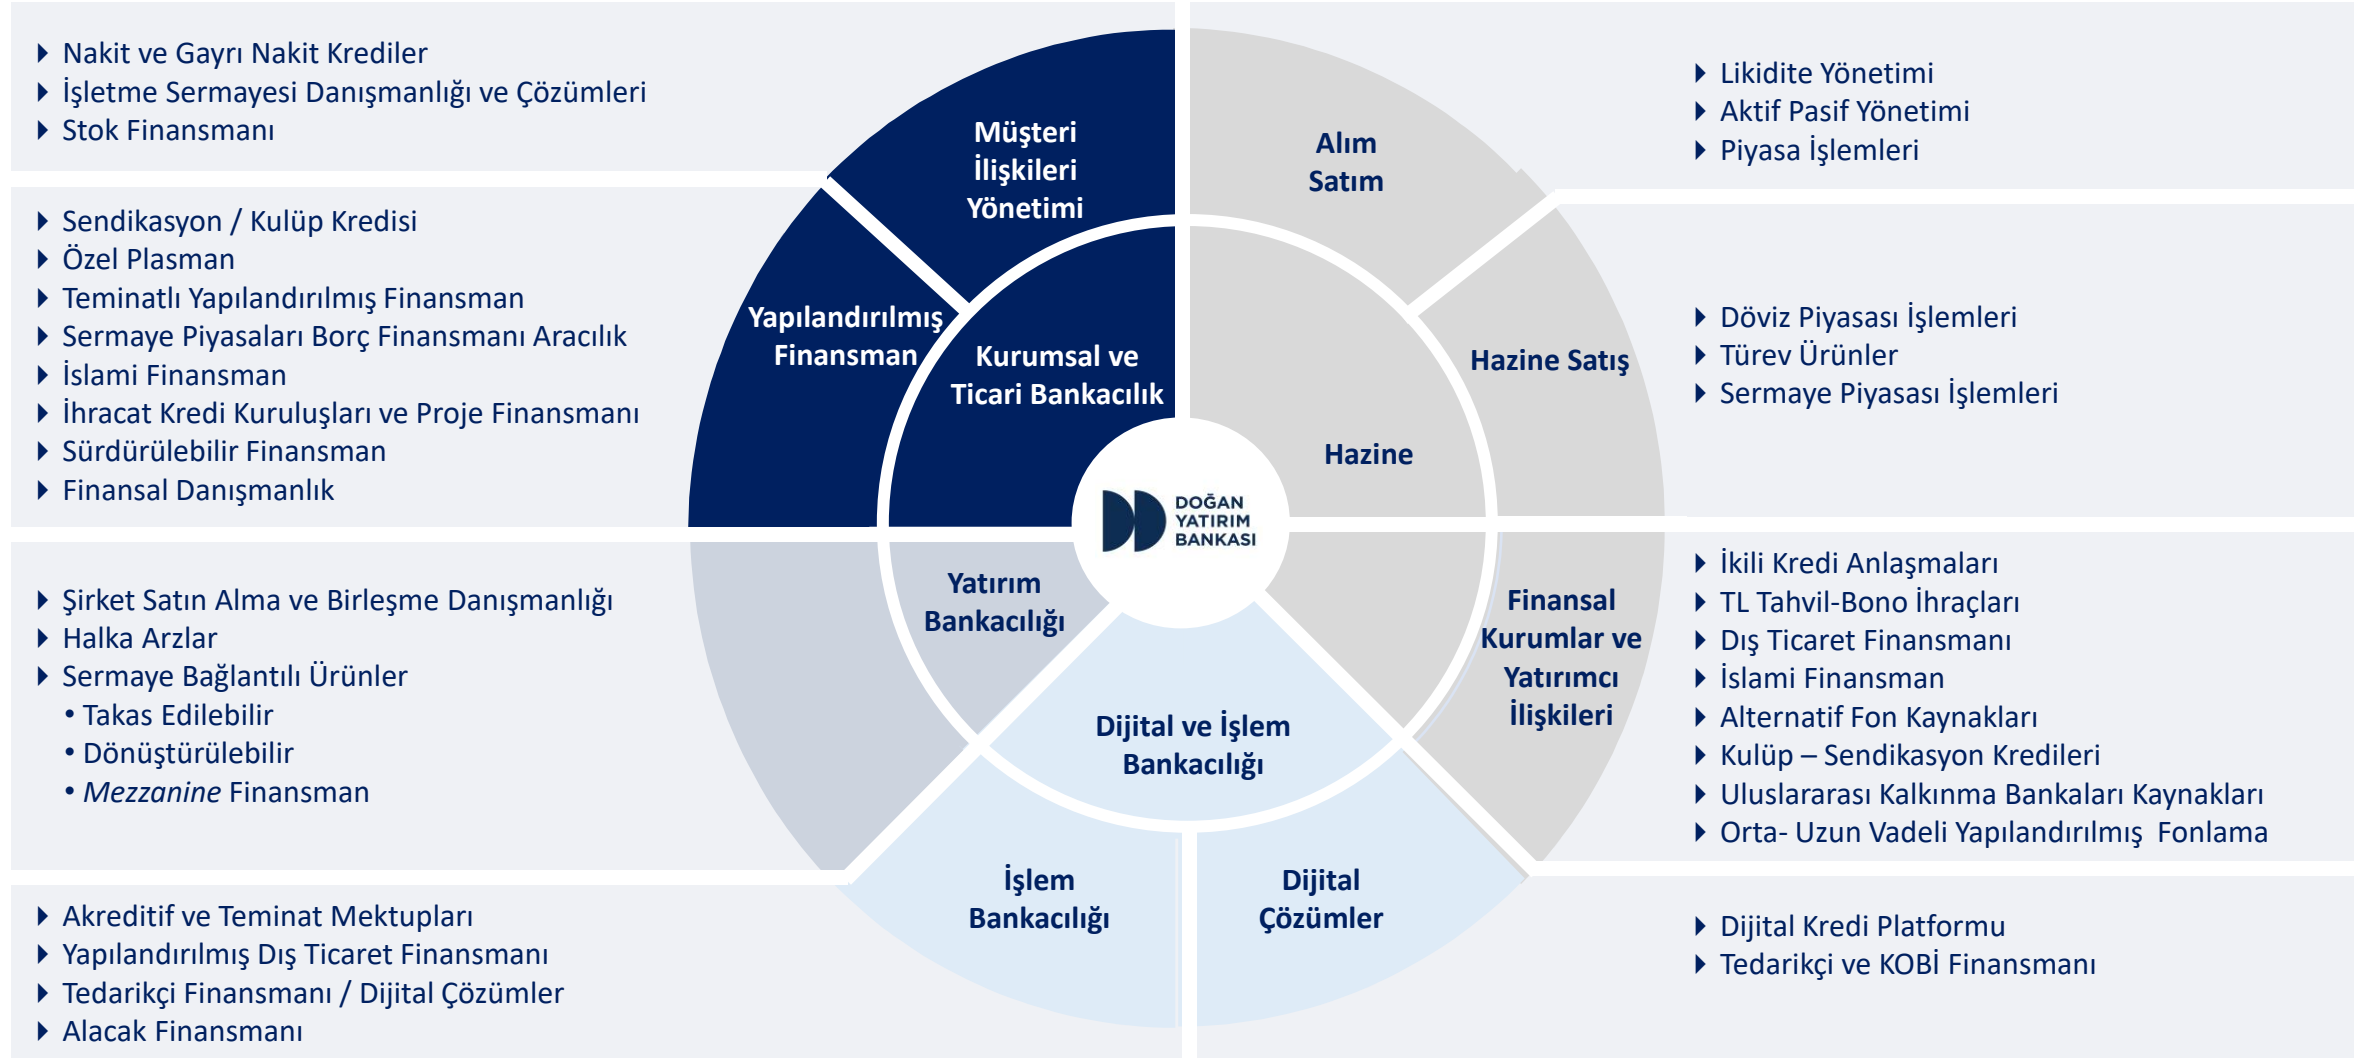 Nakit ve Gayrı Nakit Krediler
İşletme Sermayesi Danışmanlığı ve Çözümleri
Stok Finansmanı
Sendikasyon / Kulüp Kredisi
Özel Plasman
Teminatlı Yapılandırılmış Finansman
Sermaye Piyasaları Borç Finansmanı Aracılık
İslami Finansman
İhracat Kredi Kuruluşları ve Proje Finansmanı
Sürdürülebilir Finansman
Finansal Danışmanlık
Şirket Satın Alma ve Birleşme Danışmanlığı
Halka Arzlar
Sermaye Bağlantılı Ürünler
• Takas Edilebilir
• Dönüştürülebilir
• Mezzanine Finansman
Akreditif ve Teminat Mektupları
Yapılandırılmış Dış Ticaret Finansmanı
Tedarikçi Finansmanı / Dijital Çözümler
Alacak Finansmanı
Müşteri
İlişkileri
Yönetimi
Yapılandırılmış
Finansman
Kurumsal ve
Ticari Bankacılık
Alım
Satım
Hazine Satış
Hazine
DOĞAN
YATIRIM
BANKASI
Yatırım
Bankacılığı
Finansal
Kurumlar ve
Yatırımcı
İlişkileri
Dijital ve İşlem
Bankacılığı
İşlem
Bankacılığı
Dijital
Çözümler
Likidite Yönetimi
Aktif Pasif Yönetimi
Piyasa İşlemleri
Döviz Piyasası İşlemleri
Türev Ürünler
Sermaye Piyasası İşlemleri
İkili Kredi Anlaşmaları
TL Tahvil-Bono İhraçları
Dış Ticaret Finansmanı
İslami Finansman
Alternatif Fon Kaynakları
Kulüp – Sendikasyon Kredileri
Uluslararası Kalkınma Bankaları Kaynakları
Orta- Uzun Vadeli Yapılandırılmış  Fonlama
Dijital Kredi Platformu
Tedarikçi ve KOBİ Finansmanı